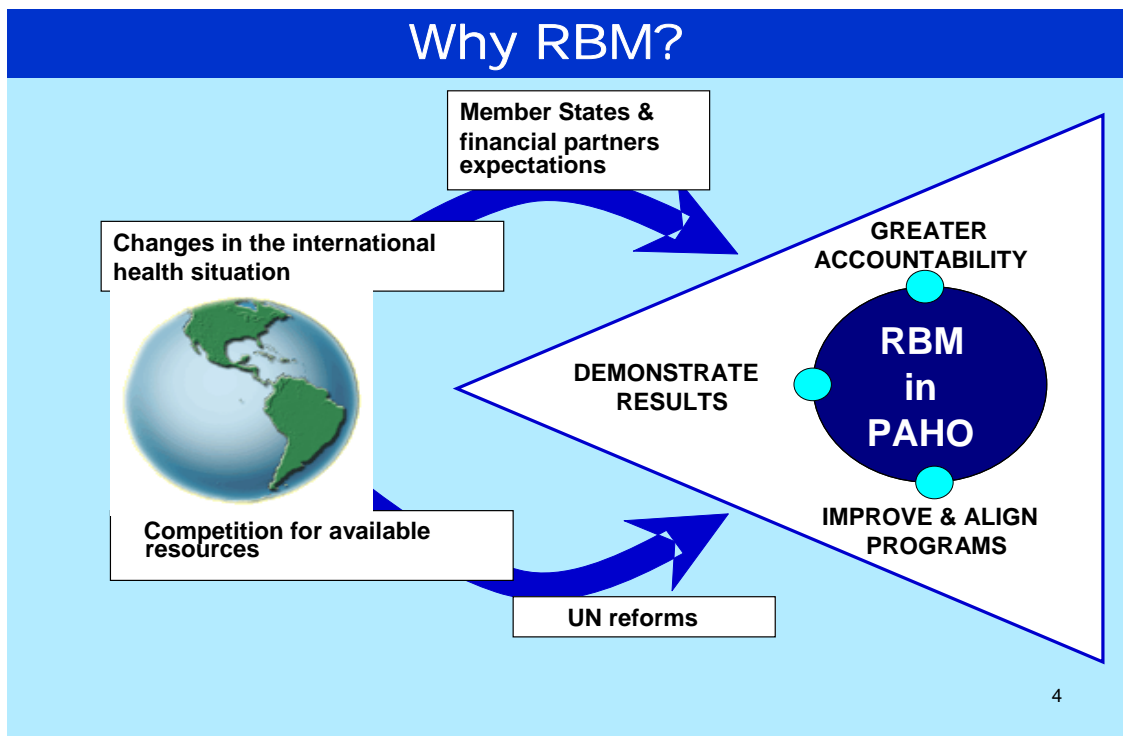 Why RBM?
Member States &
financial partners
expectations
Changes in the international
health situation
GREATER
ACCOUNTABILITY
RBM
in
PAHO
DEMONSTRATE
RESULTS
IMPROVE & ALIGN
PROGRAMS
Competition for available
resources
UN reforms
4